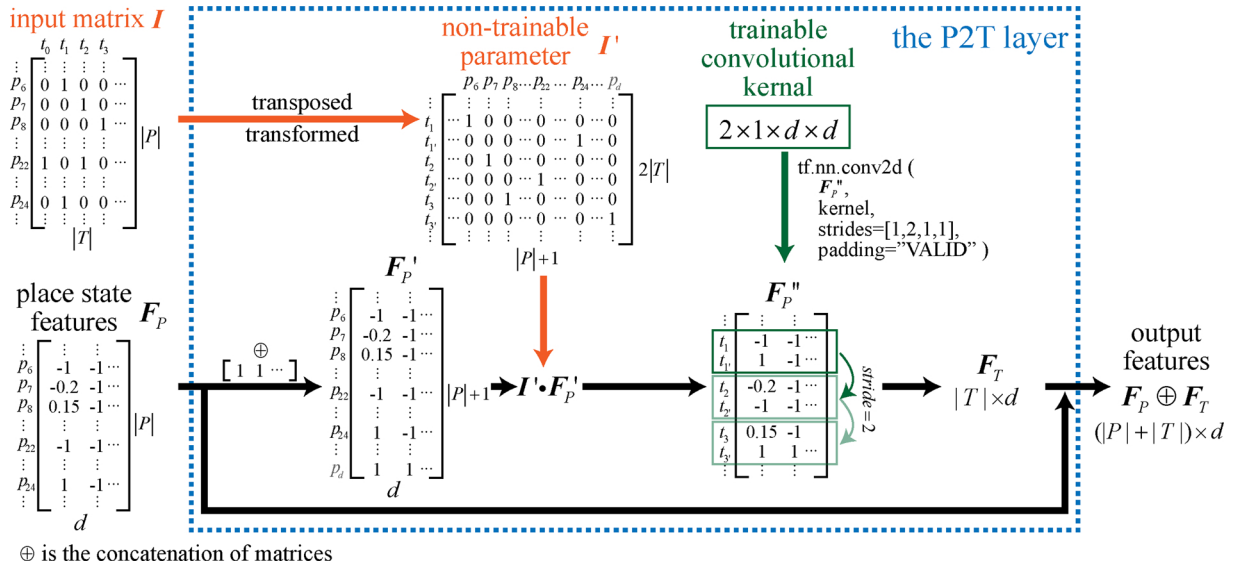 input matrix I
t0 t1 t2 t3
⋮ ⋮ ⋮ ⋮ ⋮
p6 0 1 0 0 ···
p7 0 0 1 0 ···
p8 0 0 0 1 ···
⋮ ⋮ ⋮ ⋮ ⋮
p22 1 0 1 0 ···
⋮ ⋮ ⋮ ⋮ ⋮
p24 0 1 0 0 ···
⋮ ⋮ ⋮ ⋮ ⋮
|P|
|T|
transposed
transformed
non-trainable
parameter I'
p6 p7 p8 ··· p22 ··· p24 ··· pd
t1 ··· 1 0 0 ··· 0 ··· 0 ··· 0
t1' ··· 0 0 0 ··· 0 ··· 1 ··· 0
t2 ··· 0 1 0 ··· 0 ··· 0 ··· 0
t2' ··· 0 0 0 ··· 1 ··· 0 ··· 0
t3 ··· 0 0 1 ··· 0 ··· 0 ··· 0
t3' ··· 0 0 0 ··· 0 ··· 0 ··· 1
2|T|
|P|+1
trainable
convolutional
kernel
2×1×d×d
tf.nn.conv2d (
FP'',
kernel,
strides=[1,2,1,1],
padding=”VALID” )
the P2T layer
place state
features FP
⋮ ⋮ ⋮
p6 -1 -1···
p7 -0.2 -1···
p8 0.15 -1···
⋮ ⋮ ⋮
p22 -1 -1···
⋮ ⋮ ⋮
p24 1 -1···
⋮ ⋮ ⋮
|P|
d
⊕
[ 1 1 ··· ]
FP'
⋮ ⋮ ⋮
p6 -1 -1···
p7 -0.2 -1···
p8 0.15 -1···
⋮ ⋮ ⋮
p22 -1 -1···
⋮ ⋮ ⋮
p24 1 -1···
⋮ ⋮ ⋮
pd 1 1 ···
|P|+1
d
I'•FP'
FP''
⋮ ⋮ ⋮
t1 -1 -1···
t1' 1 -1···
t2 -0.2 -1···
t2' -1 -1···
t3 0.15 -1
t3' 1 1 ···
⋮ ⋮ ⋮
stride=2
FT
|T|×d
output
features
FP ⊕ FT
(|P|+|T|)×d
⊕ is the concatenation of matrices